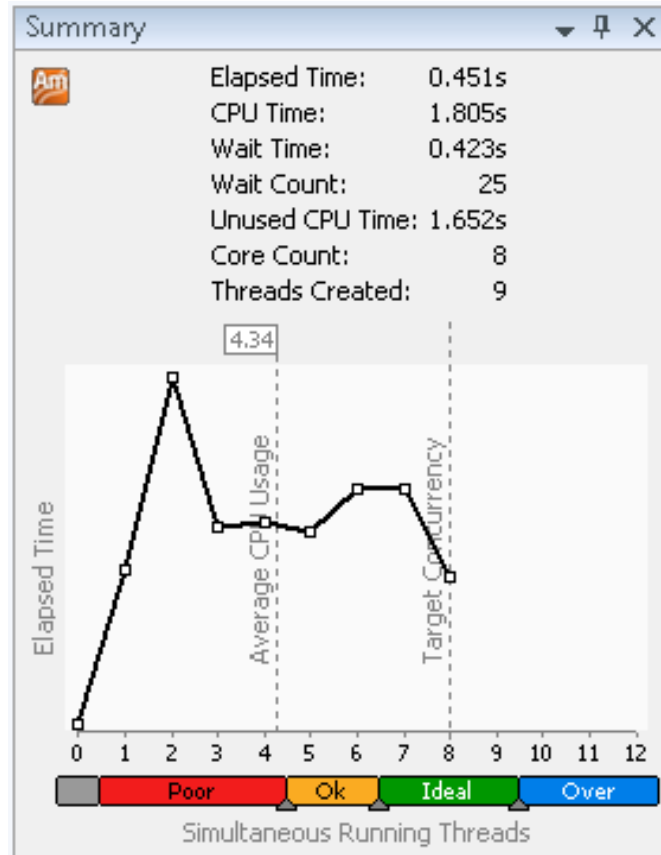 Summary
Am
Elapsed Time: 0.451s
CPU Time: 1.805s
Wait Time: 0.423s
Wait Count: 25
Unused CPU Time: 1.652s
Core Count: 8
Threads Created: 9
4.34
Elapsed Time
Average CPU Usage
Target Concurrency
0 1 2 3 4 5 6 7 8 9 10 11 12
Poor Ok Ideal Over
Simultaneous Running Threads